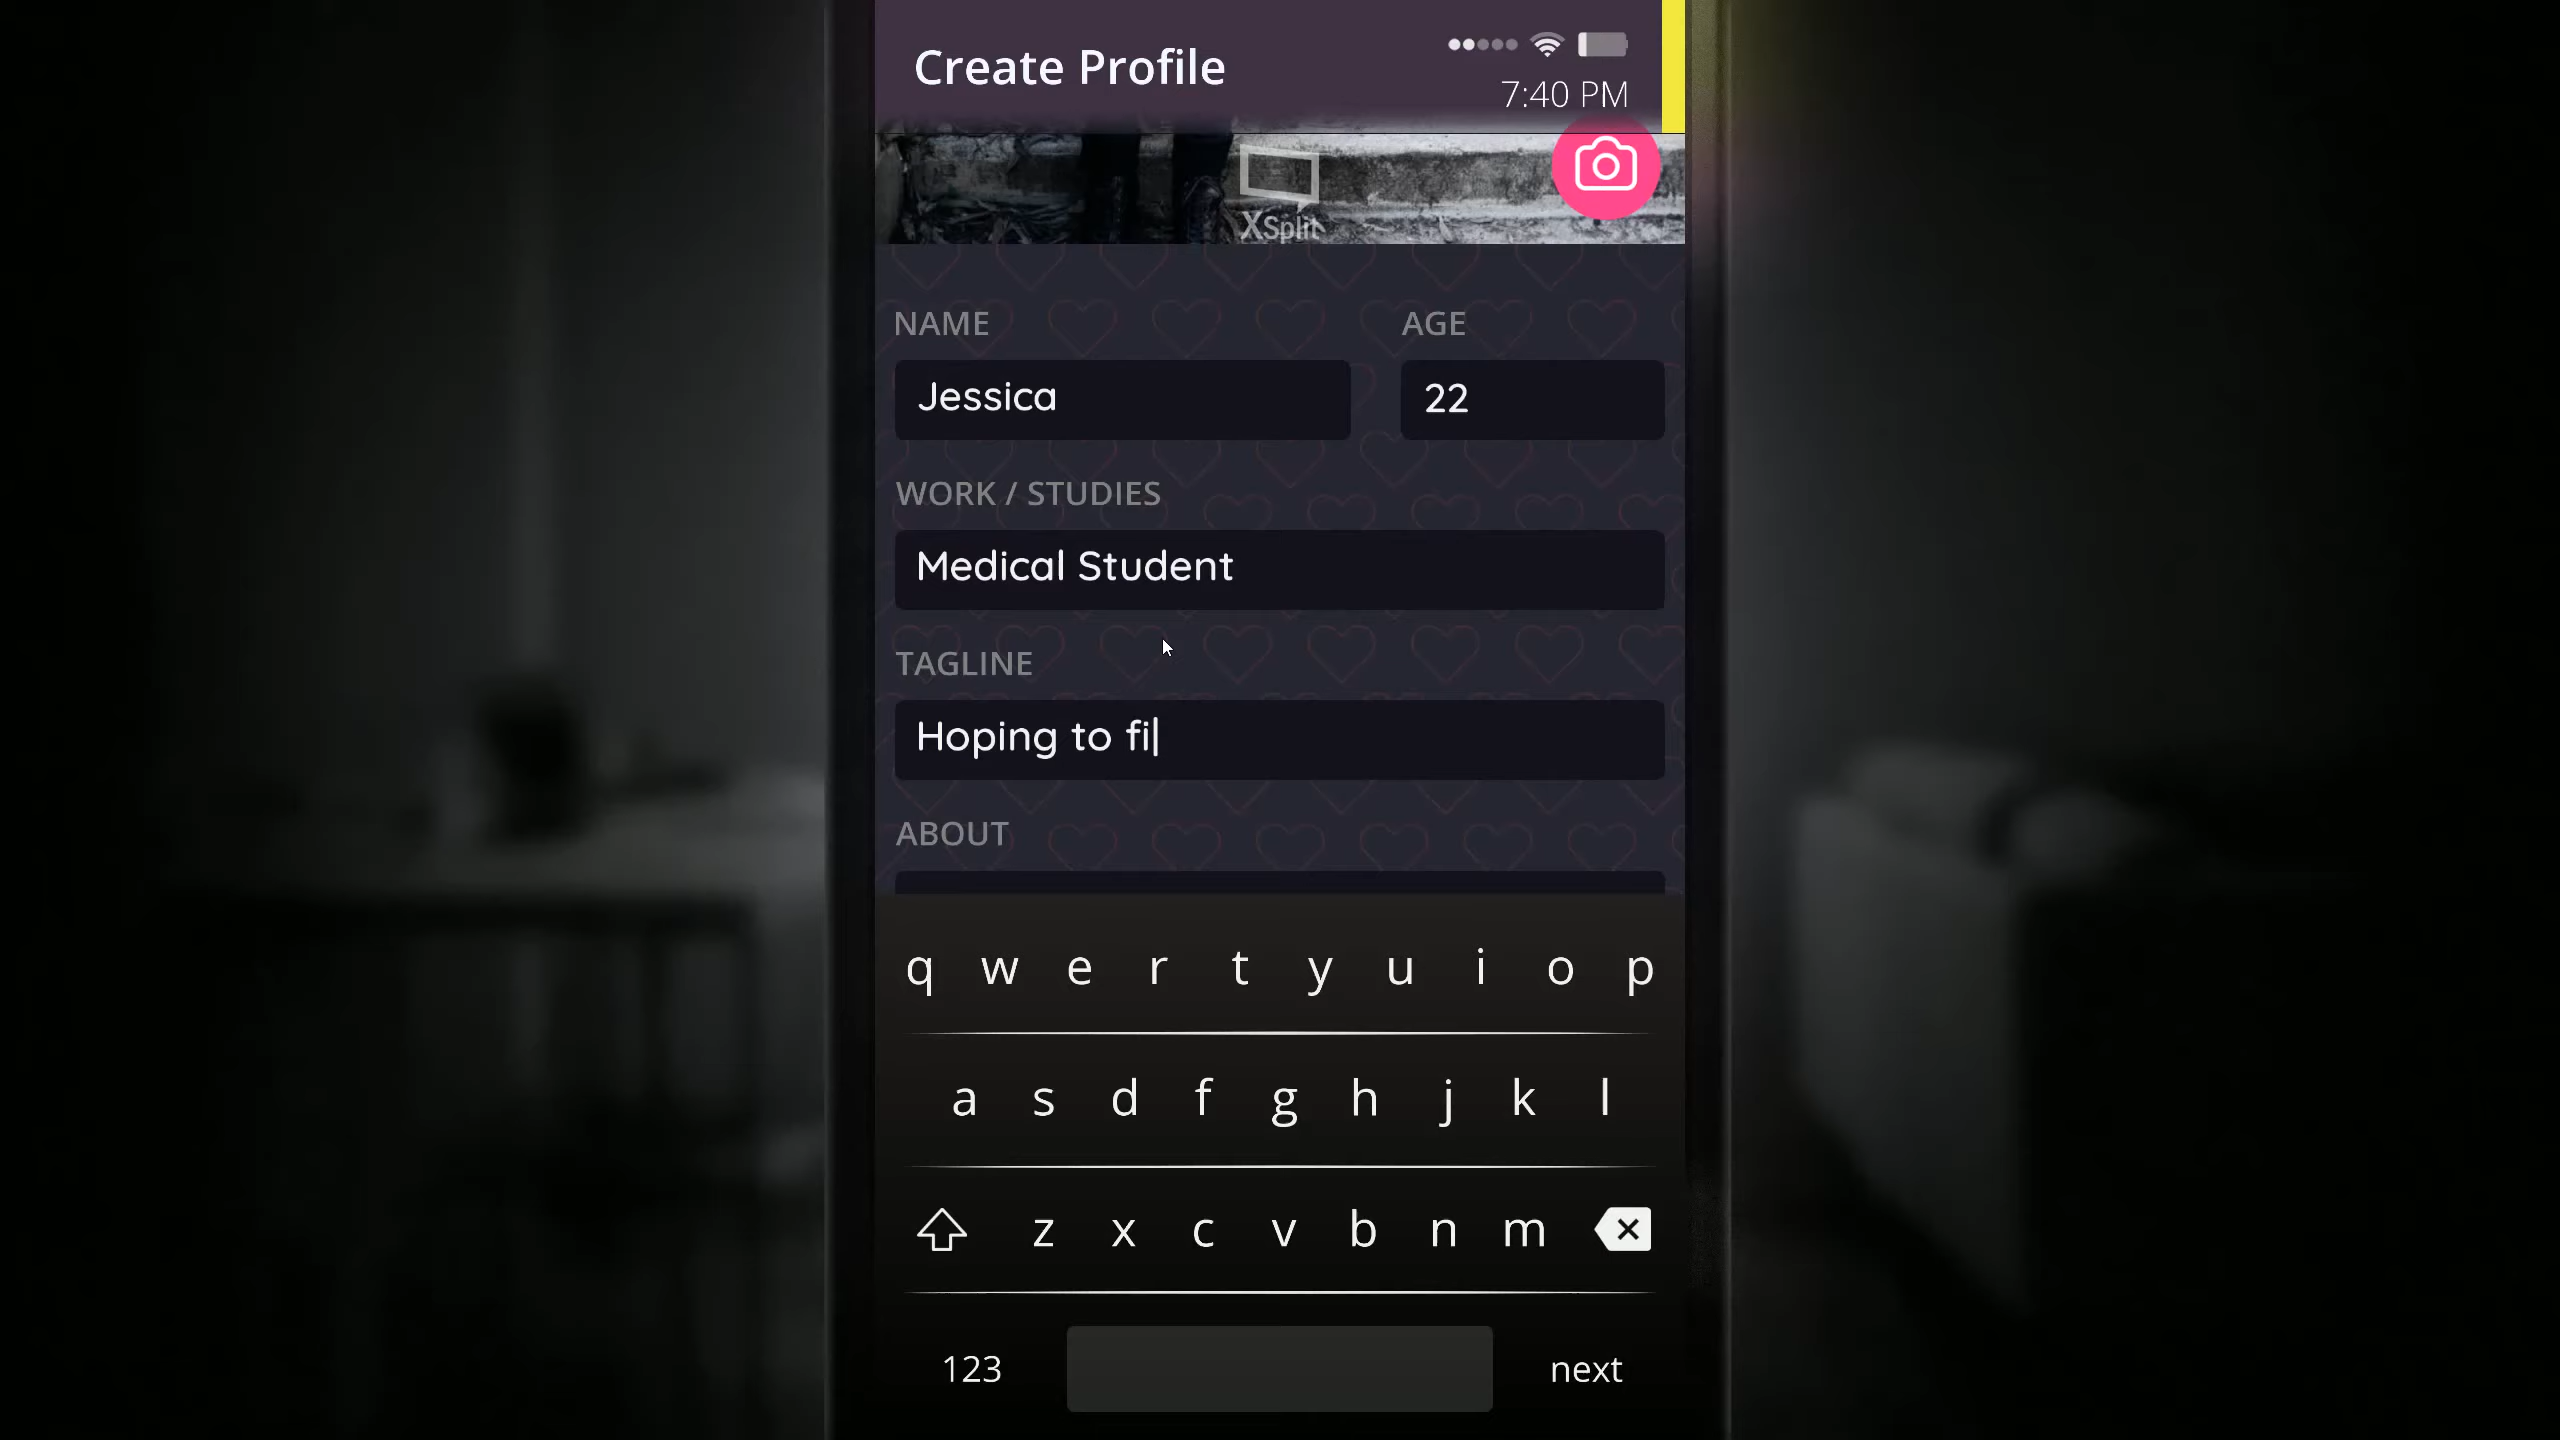 Create Profile
7:40 PM
XSplit
NAME
AGE
Jessica
22
WORK / STUDIES
Medical Student
TAGLINE
Hoping to fi
ABOUT
q w e r t y u i o p
a s d f g h j k l
z x c v b n m
123
next